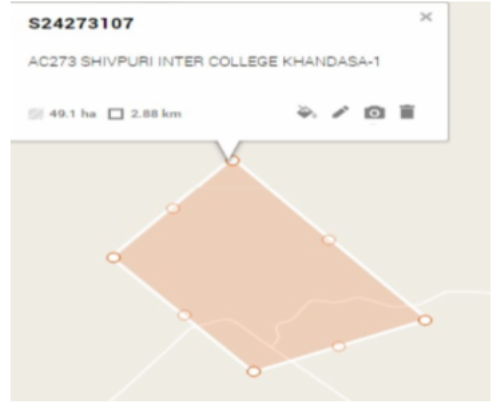 S24273107
AC273 SHIVPURI INTER COLLEGE KHANDASA-1
49.1 ha 2.88 km